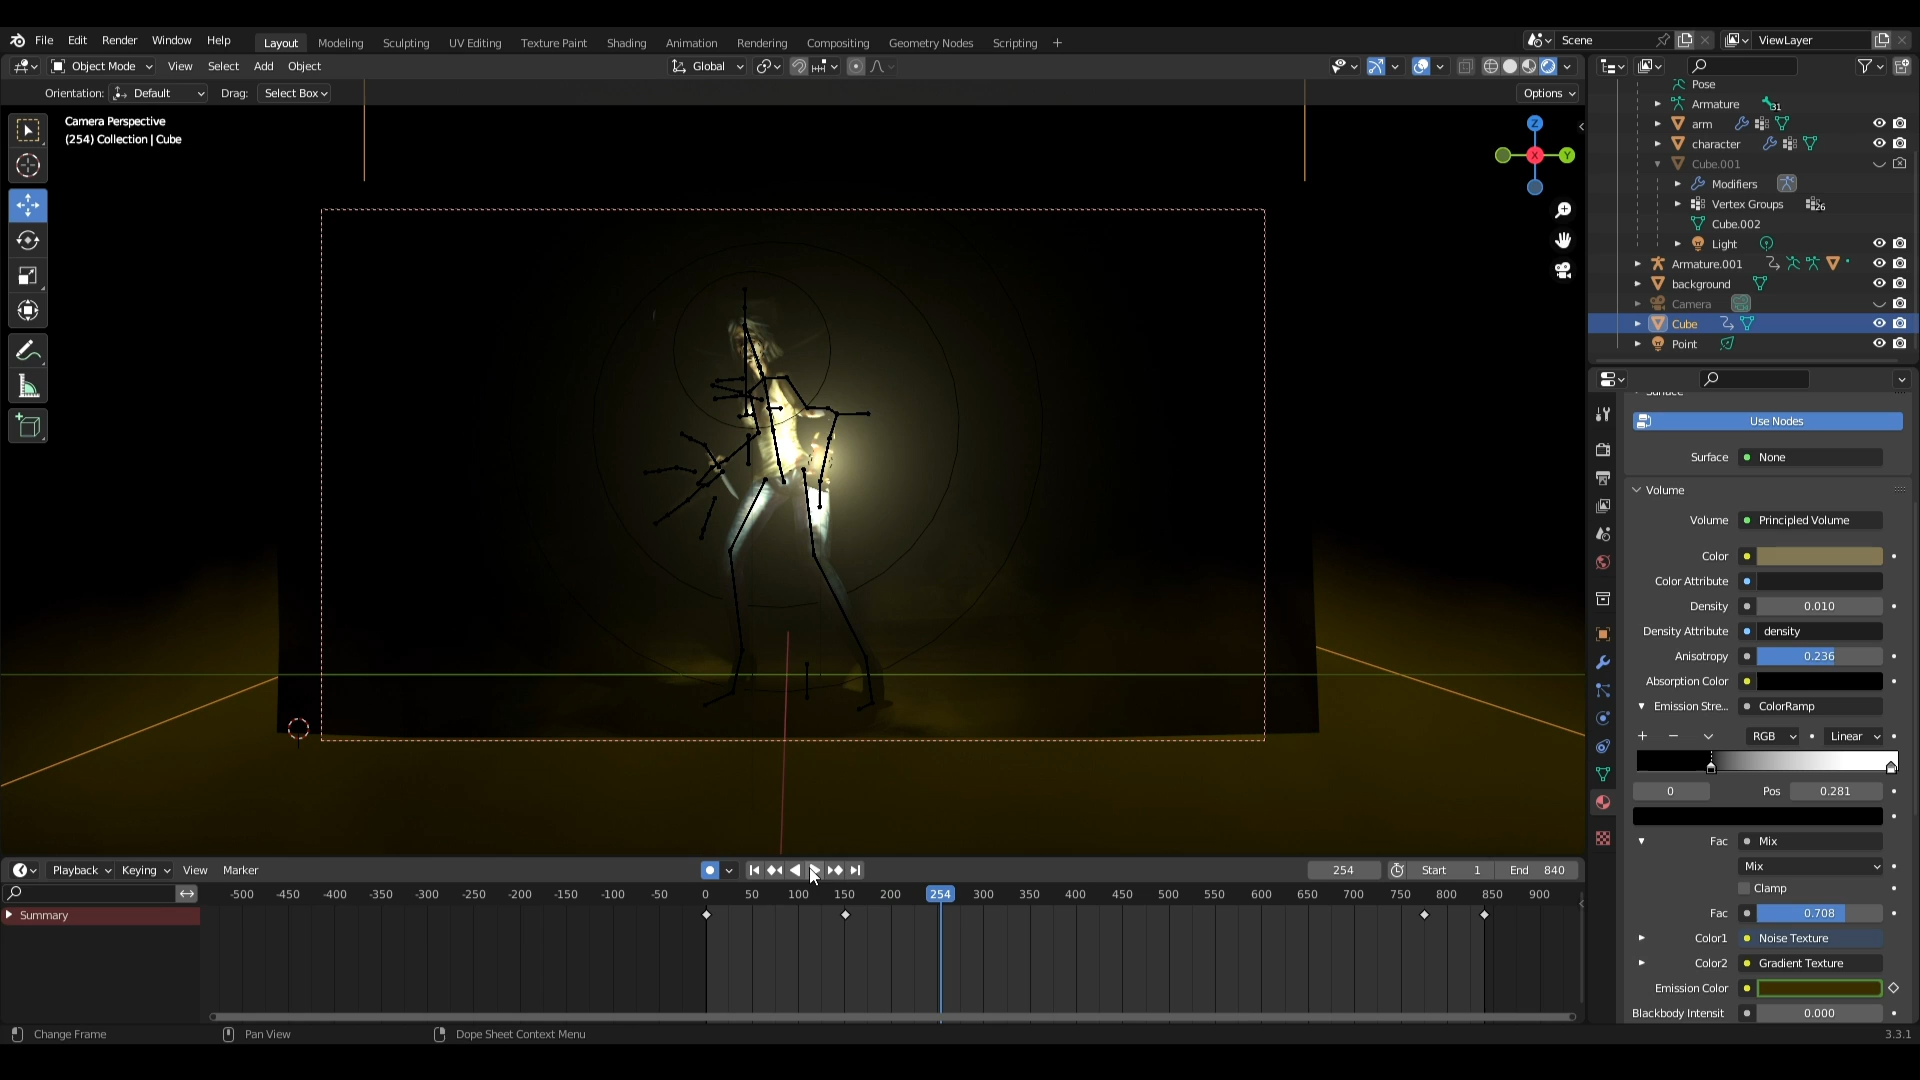 File Edit Render Window Help Layout Modeling Sculpting UV Editing Texture Paint Shading Animation Rendering Compositing Geometry Nodes Scripting + Scene ViewLayer
Object Mode View Select Add Object Global
Orientation: Default Drag: Select Box Options
Camera Perspective
(254) Collection | Cube
Z
X
Y
Pose
Armature 31
arm
character
Cube.001
Modifiers
Vertex Groups 26
Cube.002
Light
Armature.001
background
Camera
Cube
Point
Surface
Use Nodes
Surface None
Volume
Volume Principled Volume
Color
Color Attribute
Density 0.010
Density Attribute density
Anisotropy 0.236
Absorption Color
Emission Stre... ColorRamp
RGB Linear
0 Pos 0.281
Fac Mix
Mix
Clamp
Fac 0.708
Color1 Noise Texture
Color2 Gradient Texture
Emission Color
Blackbody Intensit 0.000
Playback Keying View Marker 254 Start 1 End 840
-500 -450 -400 -350 -300 -250 -200 -150 -100 -50 0 50 100 150 200 254 300 350 400 450 500 550 600 650 700 750 800 850 900
Summary
Change Frame Pan View Dope Sheet Context Menu 3.3.1